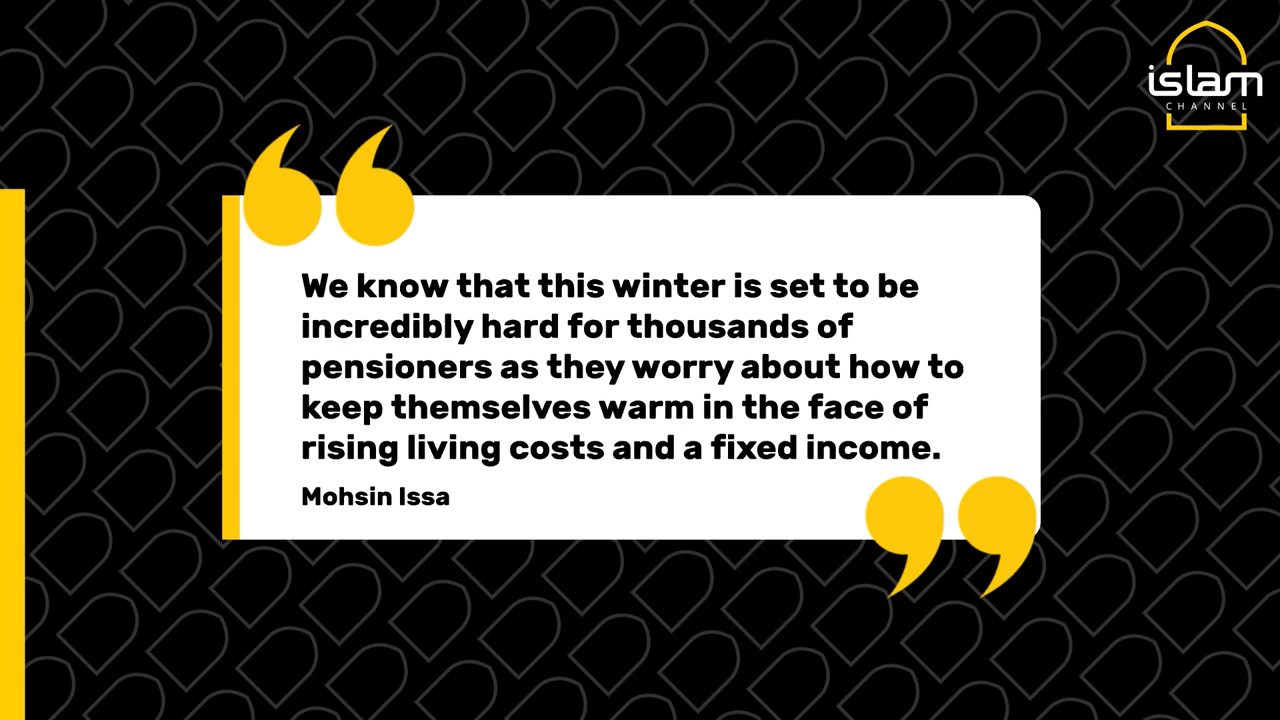 islam
CHANNEL
We know that this winter is set to be
incredibly hard for thousands of
pensioners as they worry about how to
keep themselves warm in the face of
rising living costs and a fixed income.
Mohsin Issa